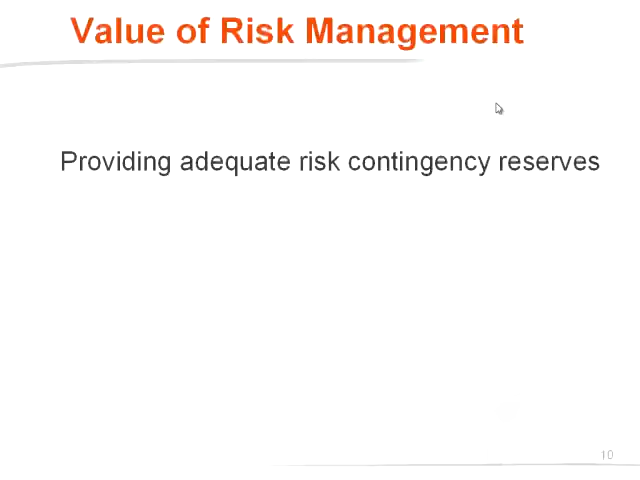 Value of Risk Management
Providing adequate risk contingency reserves
10